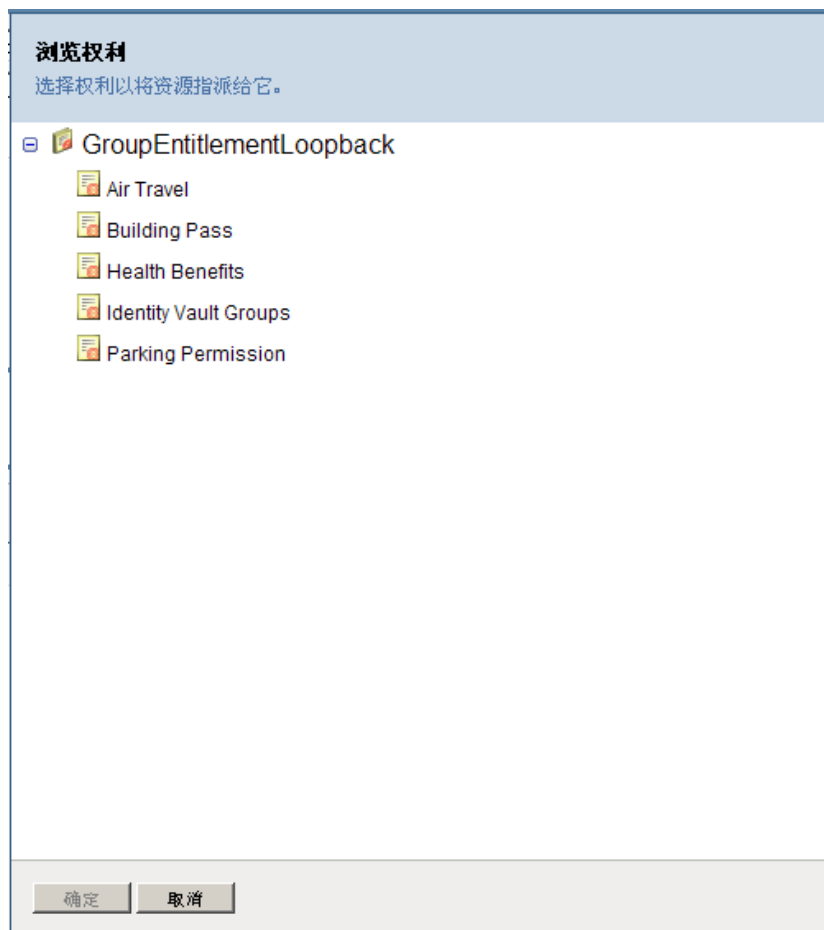 浏览权利
选择权利以将资源指派给它。
GroupEntitlementLoopback
Air Travel
Building Pass
Health Benefits
Identity Vault Groups
Parking Permission
确定 取消